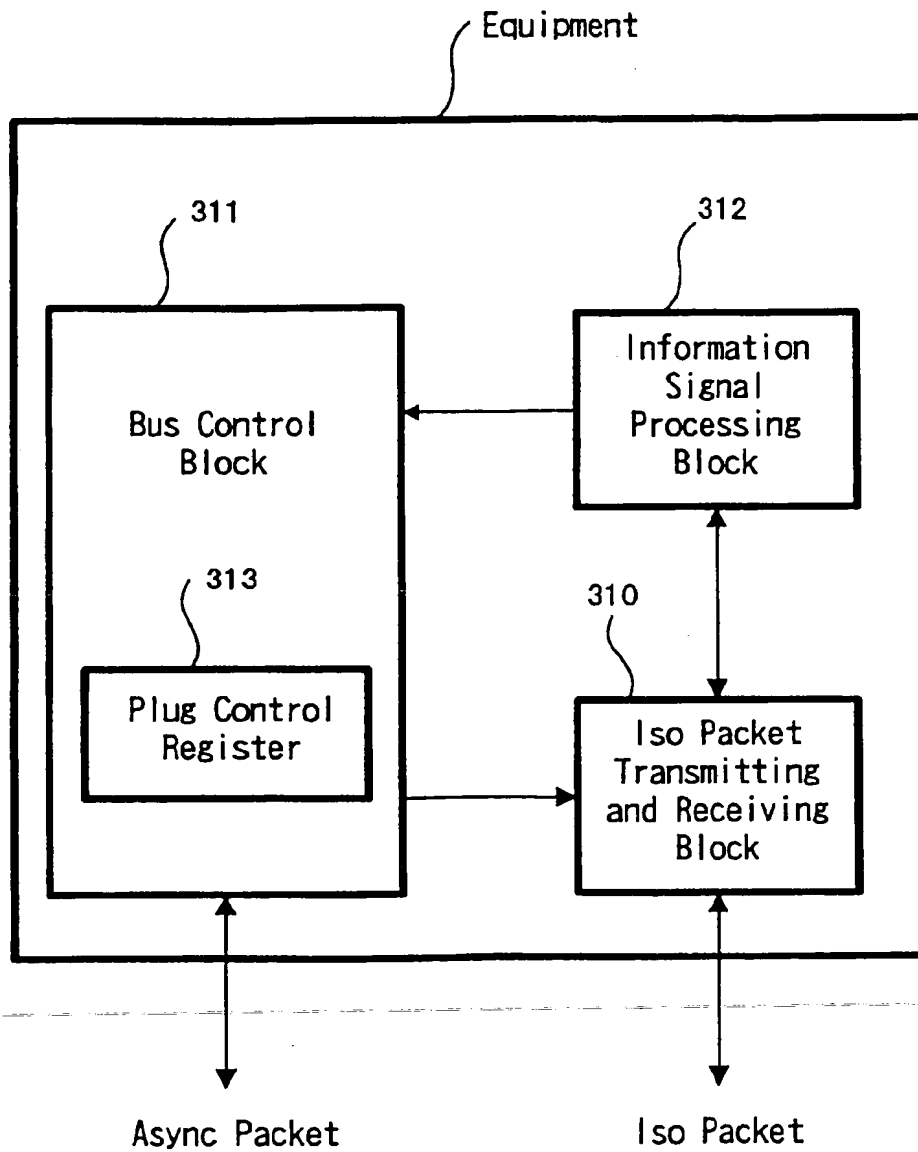 Equipment
311
312
Bus Control
Block
Information
Signal
Processing
Block
313
310
Plug Control
Register
Iso Packet
Transmitting
and Receiving
Block
Async Packet
Iso Packet